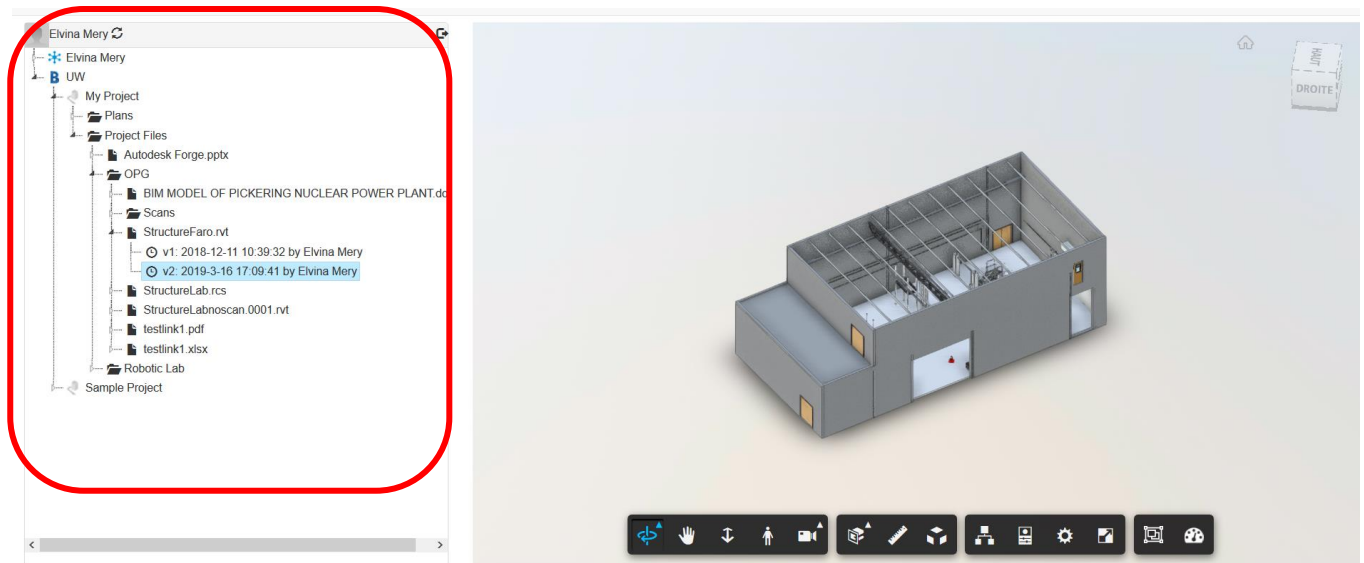 Elvina Mery
Elvina Mery
UW
My Project
Plans
Project Files
Autodesk Forge.pptx
OPG
BIM MODEL OF PICKERING NUCLEAR POWER PLANT.dc
Scans
StructureFaro.rvt
v1: 2018-12-11 10:39:32 by Elvina Mery
v2: 2019-3-16 17:09:41 by Elvina Mery
StructureLab.rcs
StructureLabnoscan.0001.rvt
testlink1.pdf
testlink1.xlsx
Robotic Lab
Sample Project
HAUT
DROITE